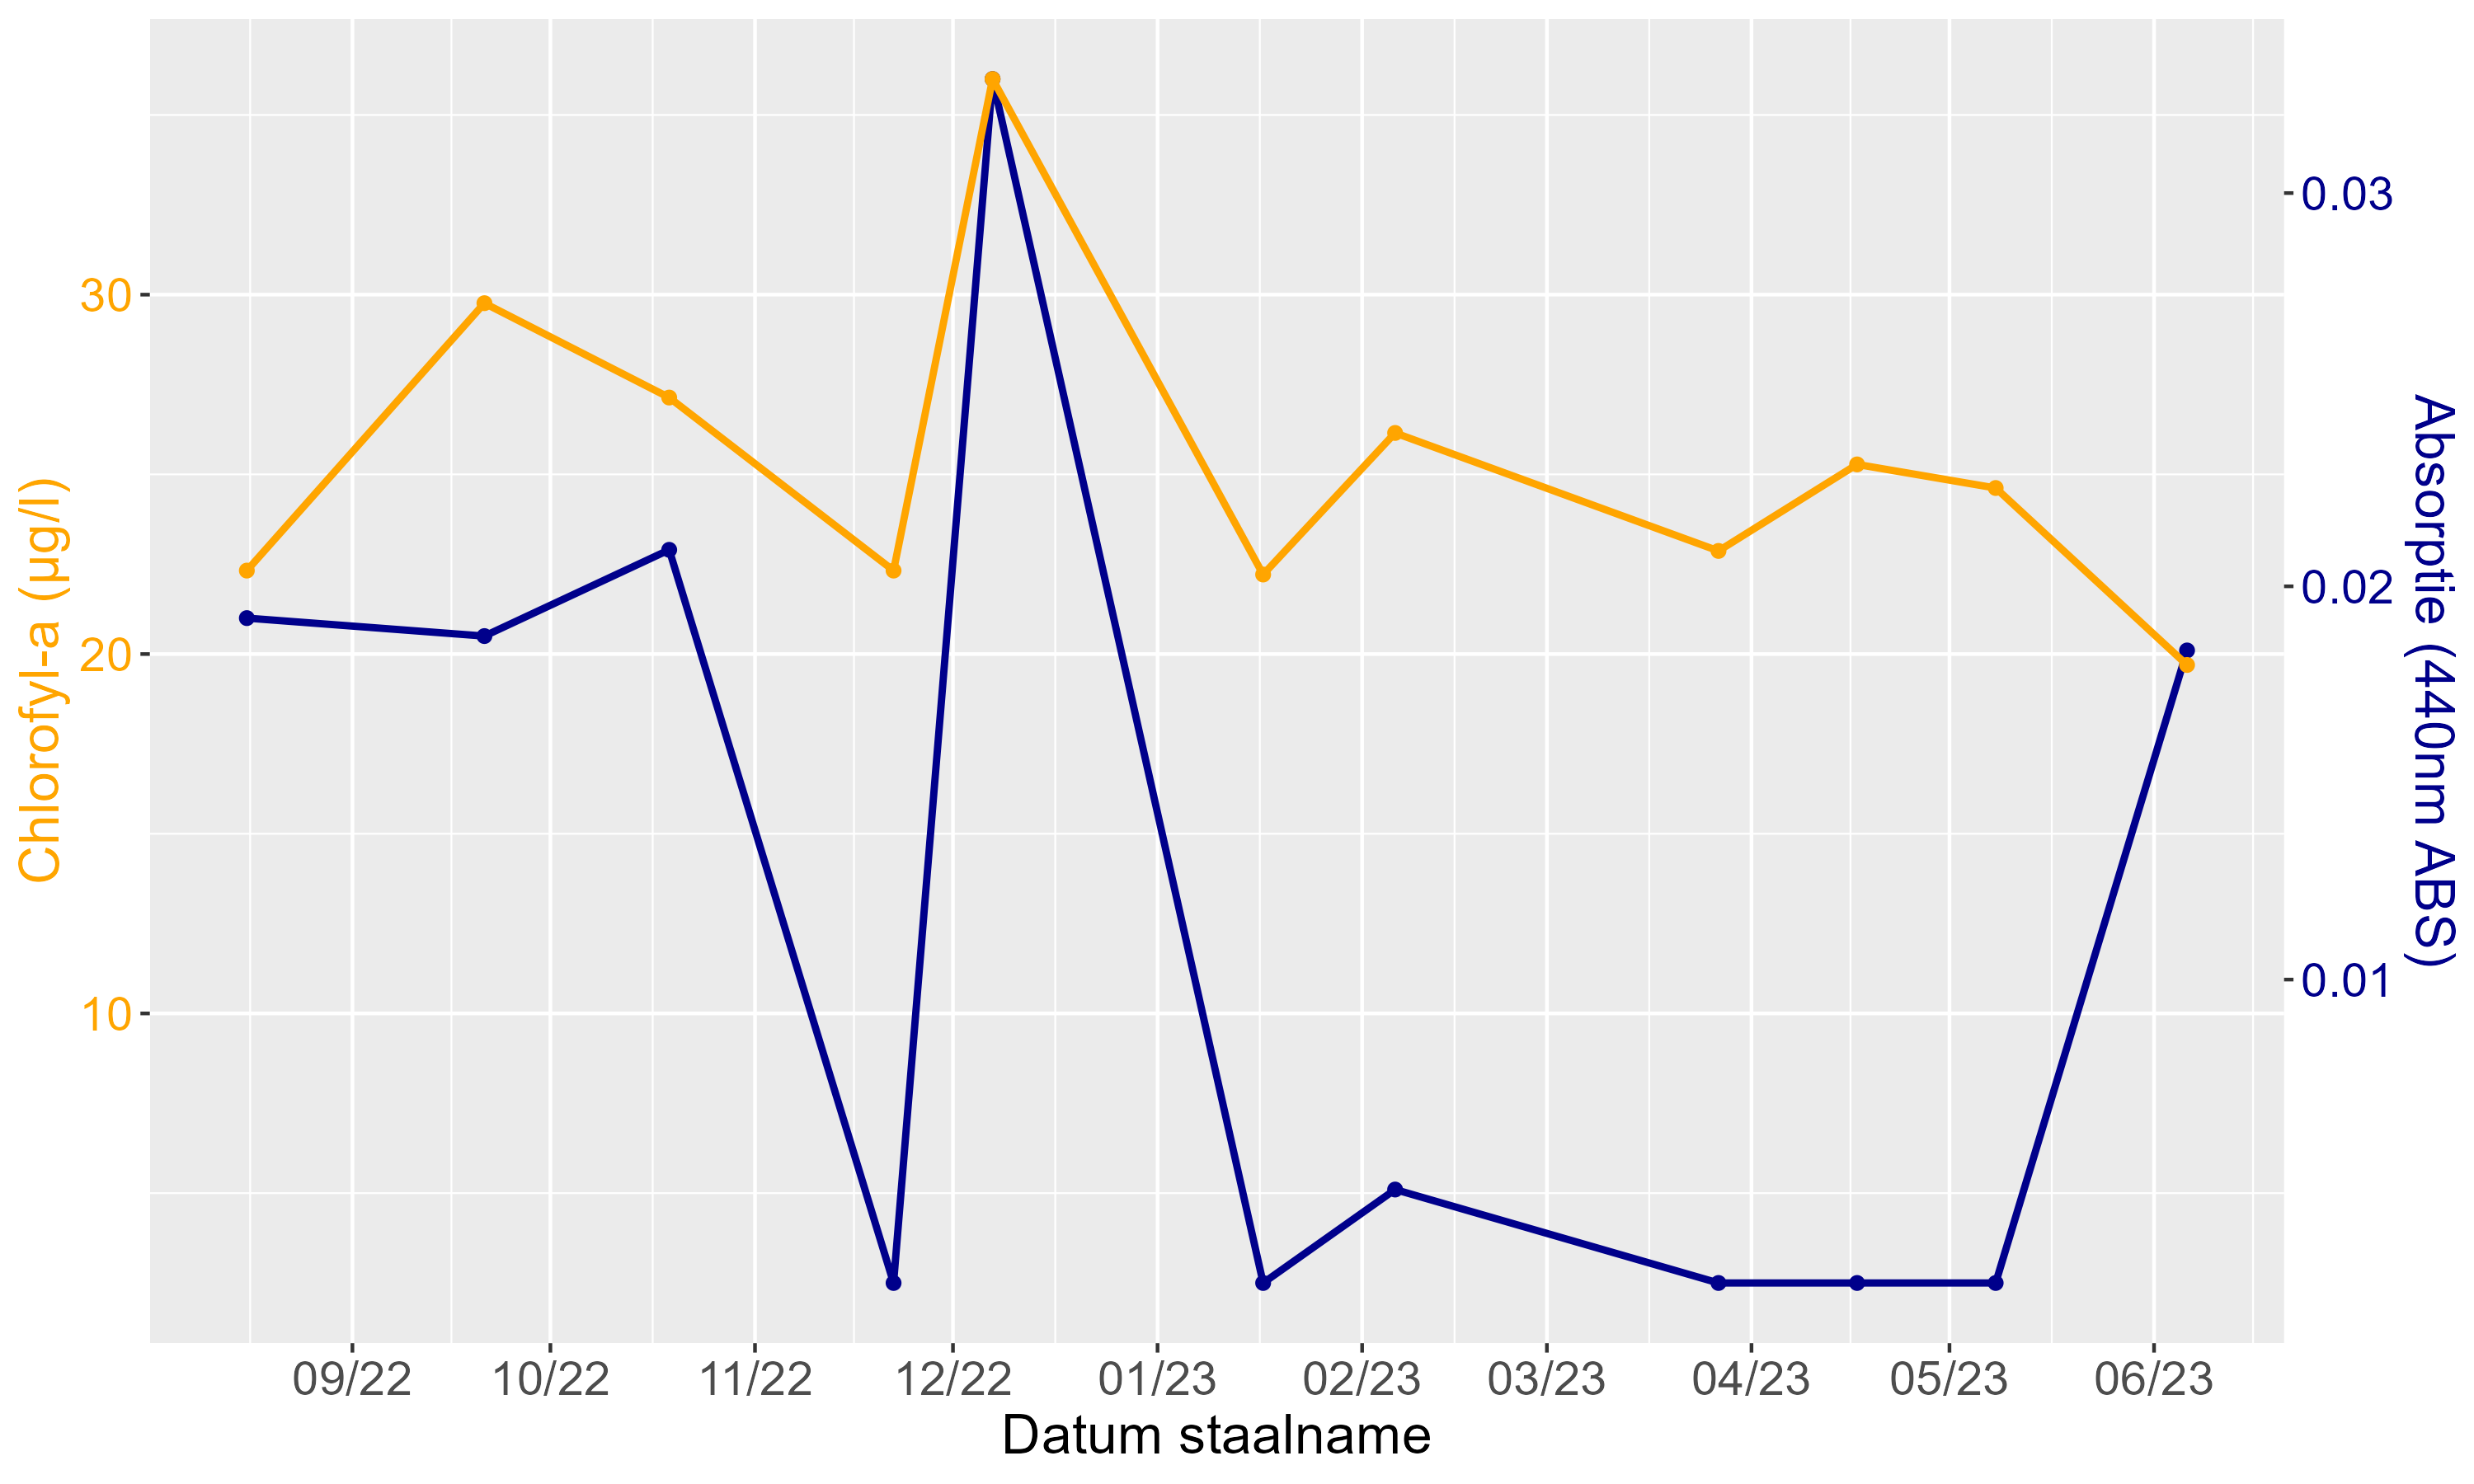 Chlorofyl-a (µg/l)
30
20
10
0.03
0.02
0.01
Absorptie (440nm ABS)
09/22 10/22 11/22 12/22 01/23 02/23 03/23 04/23 05/23 06/23
Datum staalname